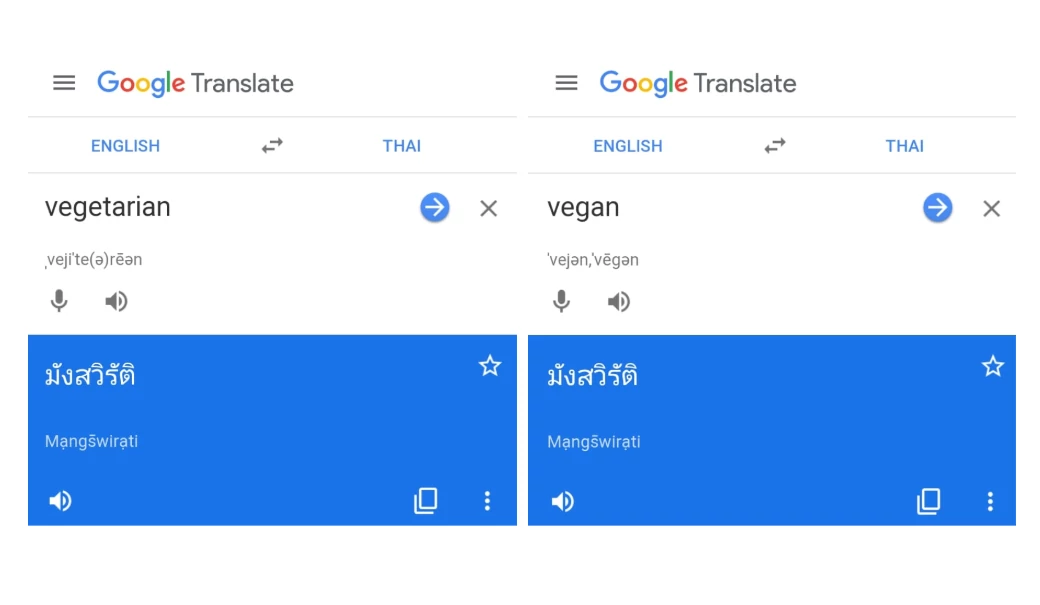 Google Translate
ENGLISH THAI
vegetarian
ˌvejiˈte(ə)rēən
มังสวิรัติ
Mạngs̄wirạti
Google Translate
ENGLISH THAI
vegan
ˈvejən,ˈvēgən
มังสวิรัติ
Mạngs̄wirạti